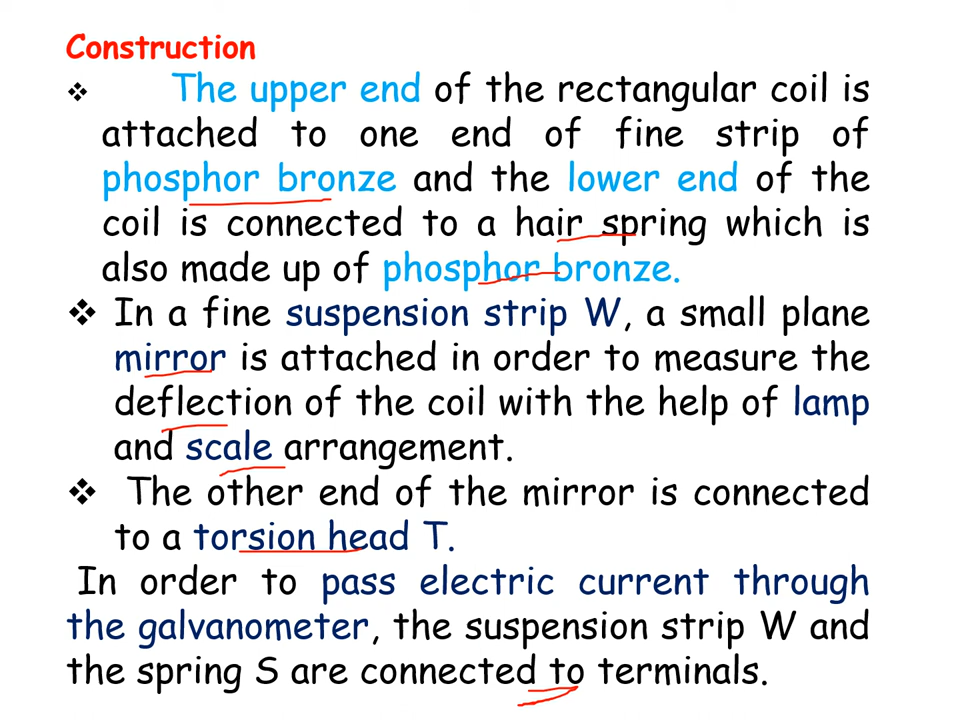 Construction
❖ The upper end of the rectangular coil is
attached to one end of fine strip of
phosphor bronze and the lower end of the
coil is connected to a hair spring which is
also made up of phosphor bronze.
❖ In a fine suspension strip W, a small plane
mirror is attached in order to measure the
deflection of the coil with the help of lamp
and scale arrangement.
❖ The other end of the mirror is connected
to a torsion head T.
In order to pass electric current through
the galvanometer, the suspension strip W and
the spring S are connected to terminals.